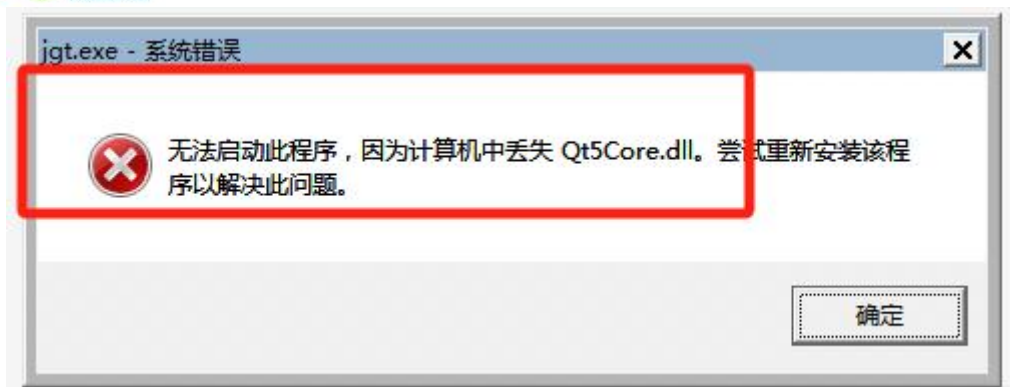 jgt.exe - 系统错误
无法启动此程序，因为计算机中丢失 Qt5Core.dll。尝试重新安装该程
序以解决此问题。
确定